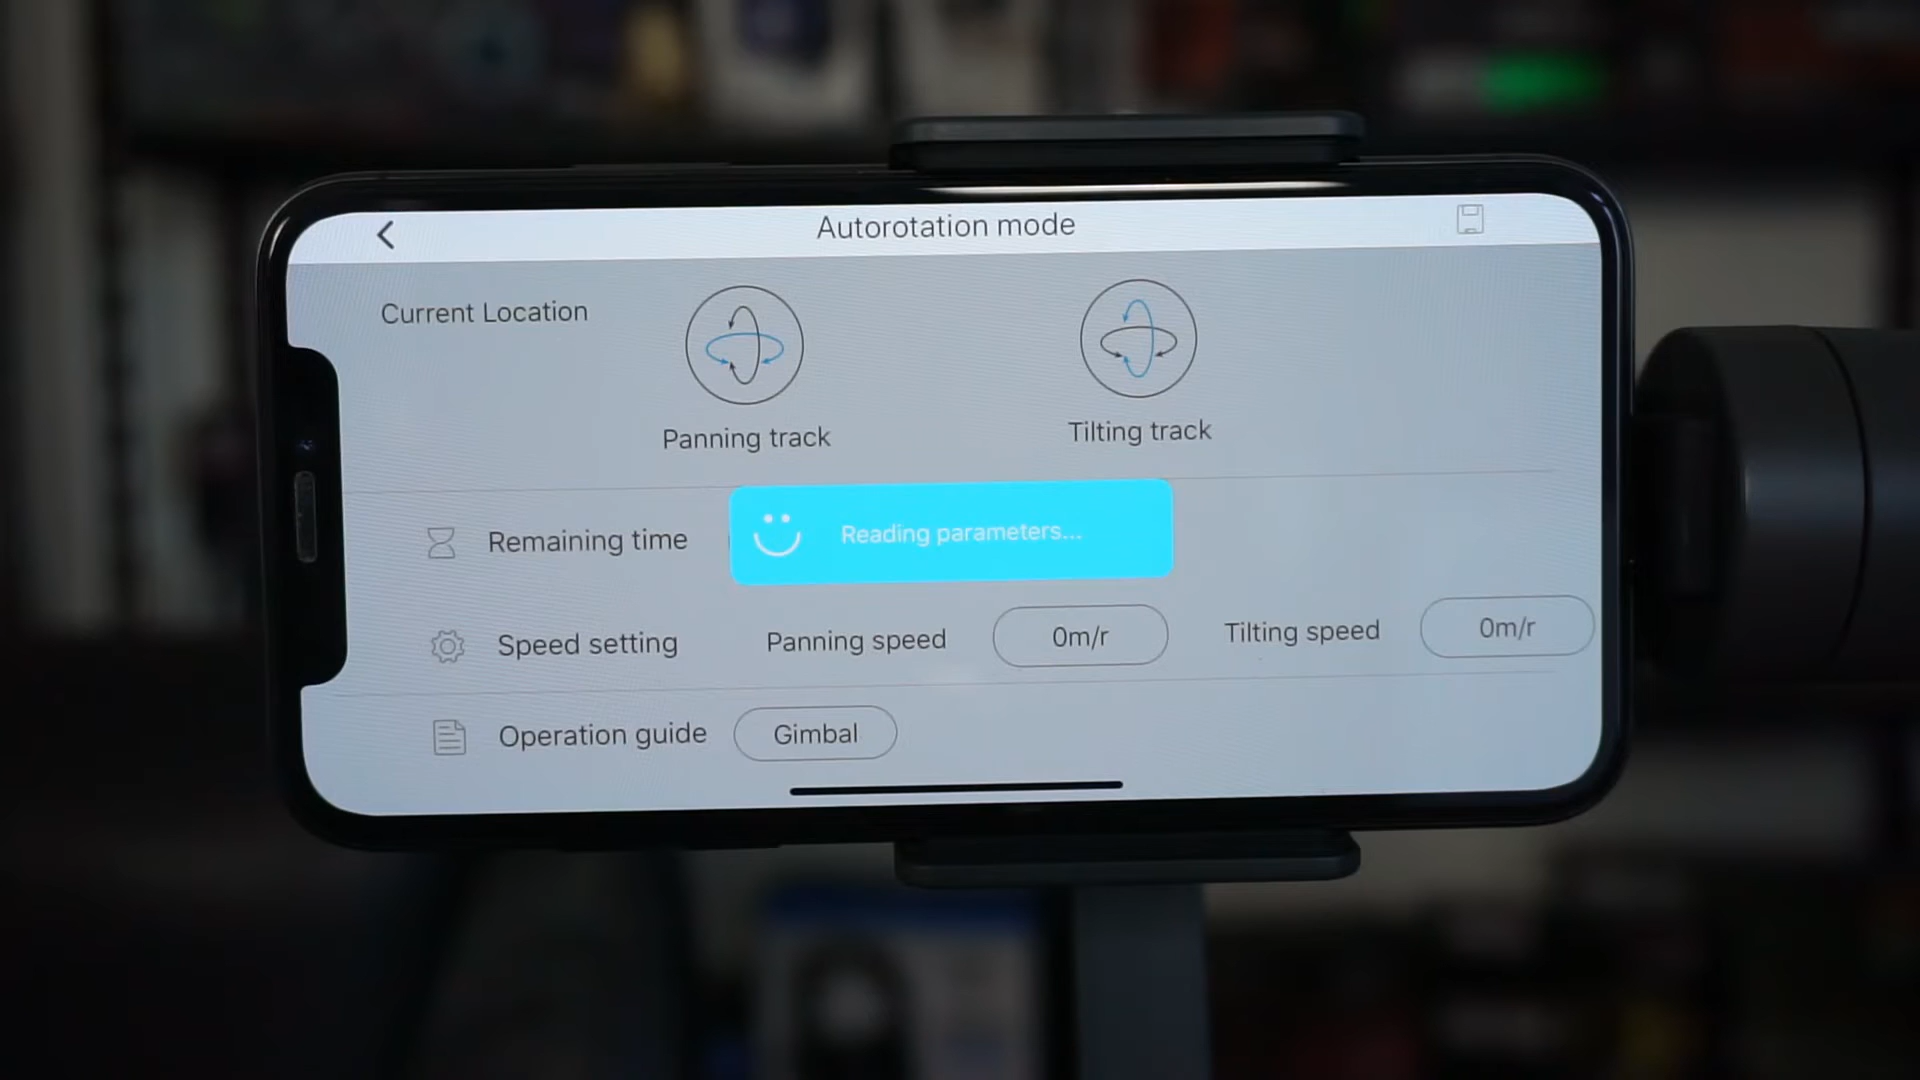 Autorotation mode
Current Location
Panning track
Tilting track
Remaining time
Reading parameters...
Speed setting
Panning speed
0m/r
Tilting speed
0m/r
Operation guide
Gimbal